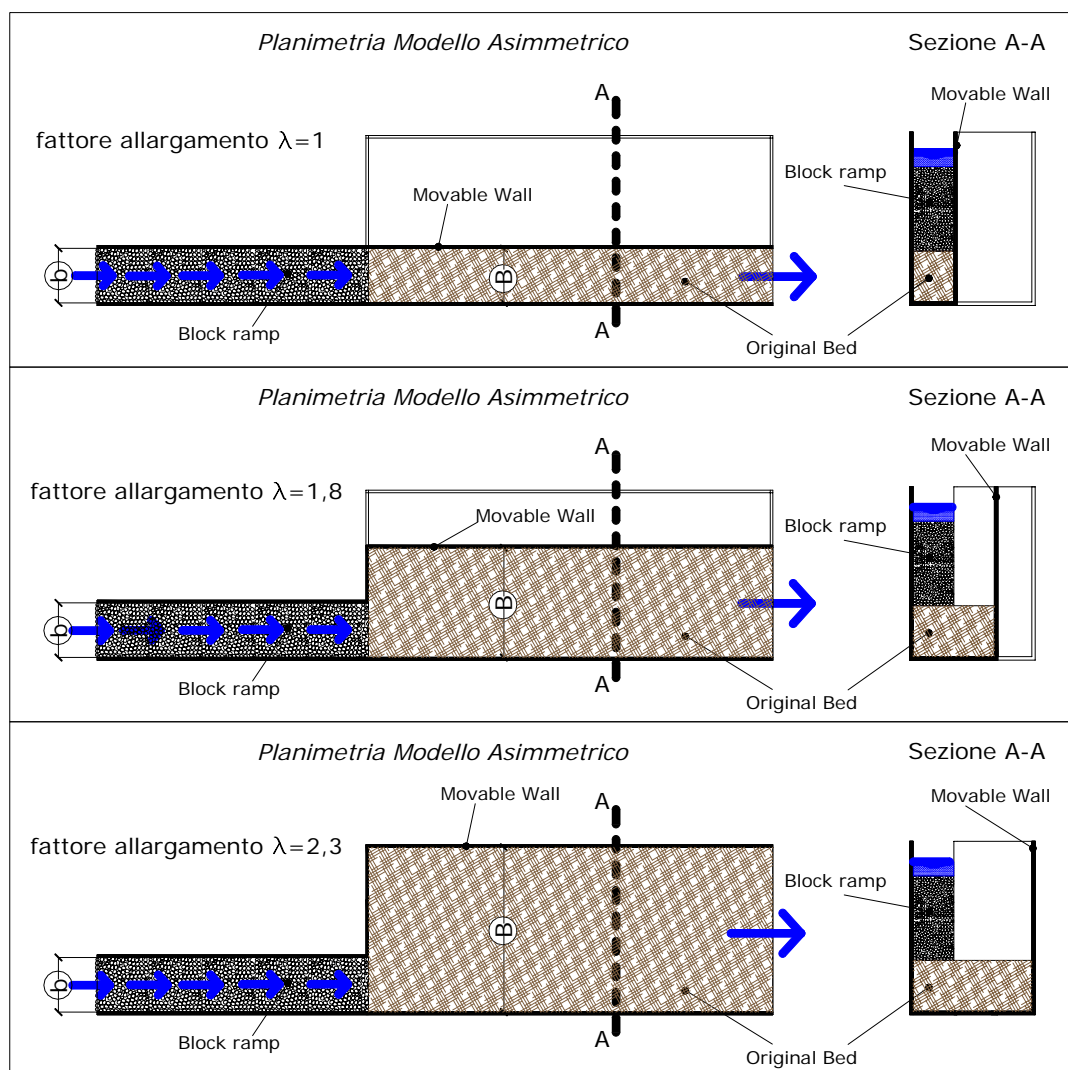 Planimetria Modello Asimmetrico
Sezione A-A
A
Movable Wall
fattore allargamento λ=1
Block ramp
Movable Wall
b
B
Block ramp
A
Original Bed
Planimetria Modello Asimmetrico
Sezione A-A
A
Movable Wall
fattore allargamento λ=1,8
Movable Wall
Block ramp
B
b
Block ramp
A
Original Bed
Planimetria Modello Asimmetrico
Sezione A-A
Movable Wall
A
Movable Wall
fattore allargamento λ=2,3
Block ramp
B
b
Block ramp
A
Original Bed